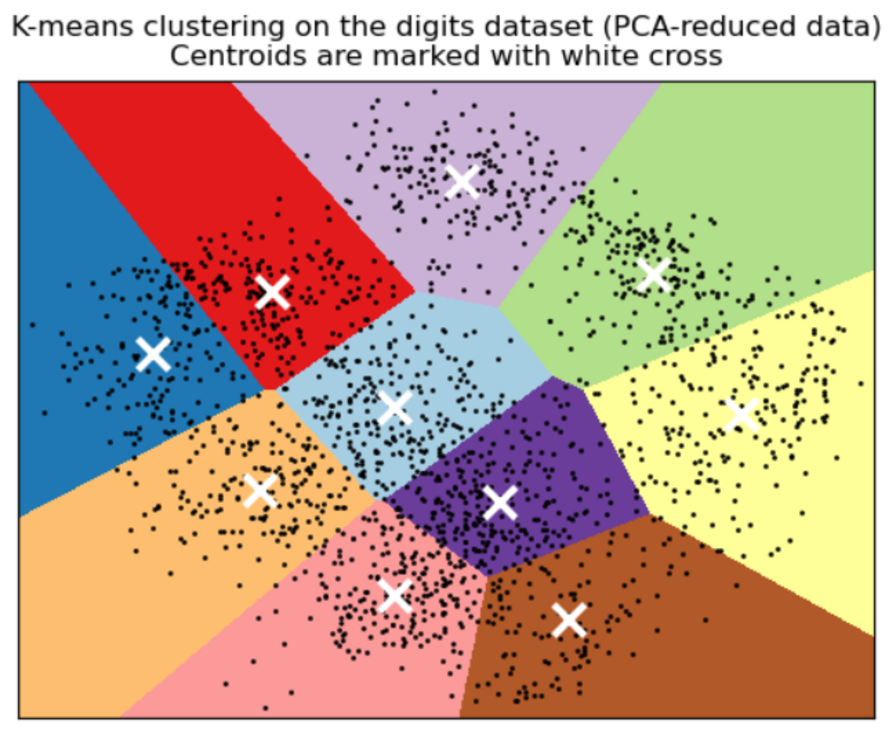 K-means clustering on the digits dataset (PCA-reduced data)
Centroids are marked with white cross